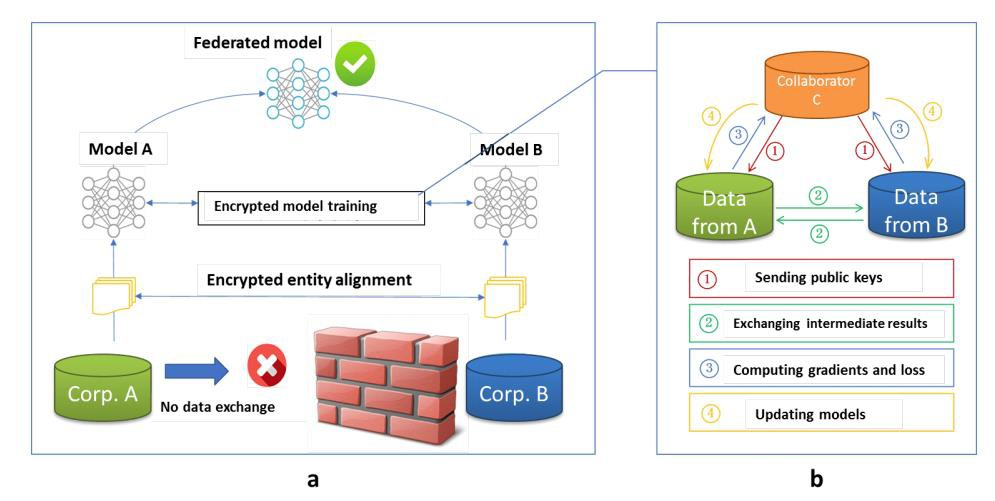 Federated model
Model A
Model B
Encrypted model training
Encrypted entity alignment
Corp. A
No data exchange
Corp. B
a
Collaborator
C
④
③
①
①
③
④
Data
from A
②
②
Data
from B
① Sending public keys
② Exchanging intermediate results
③ Computing gradients and loss
④ Updating models
b